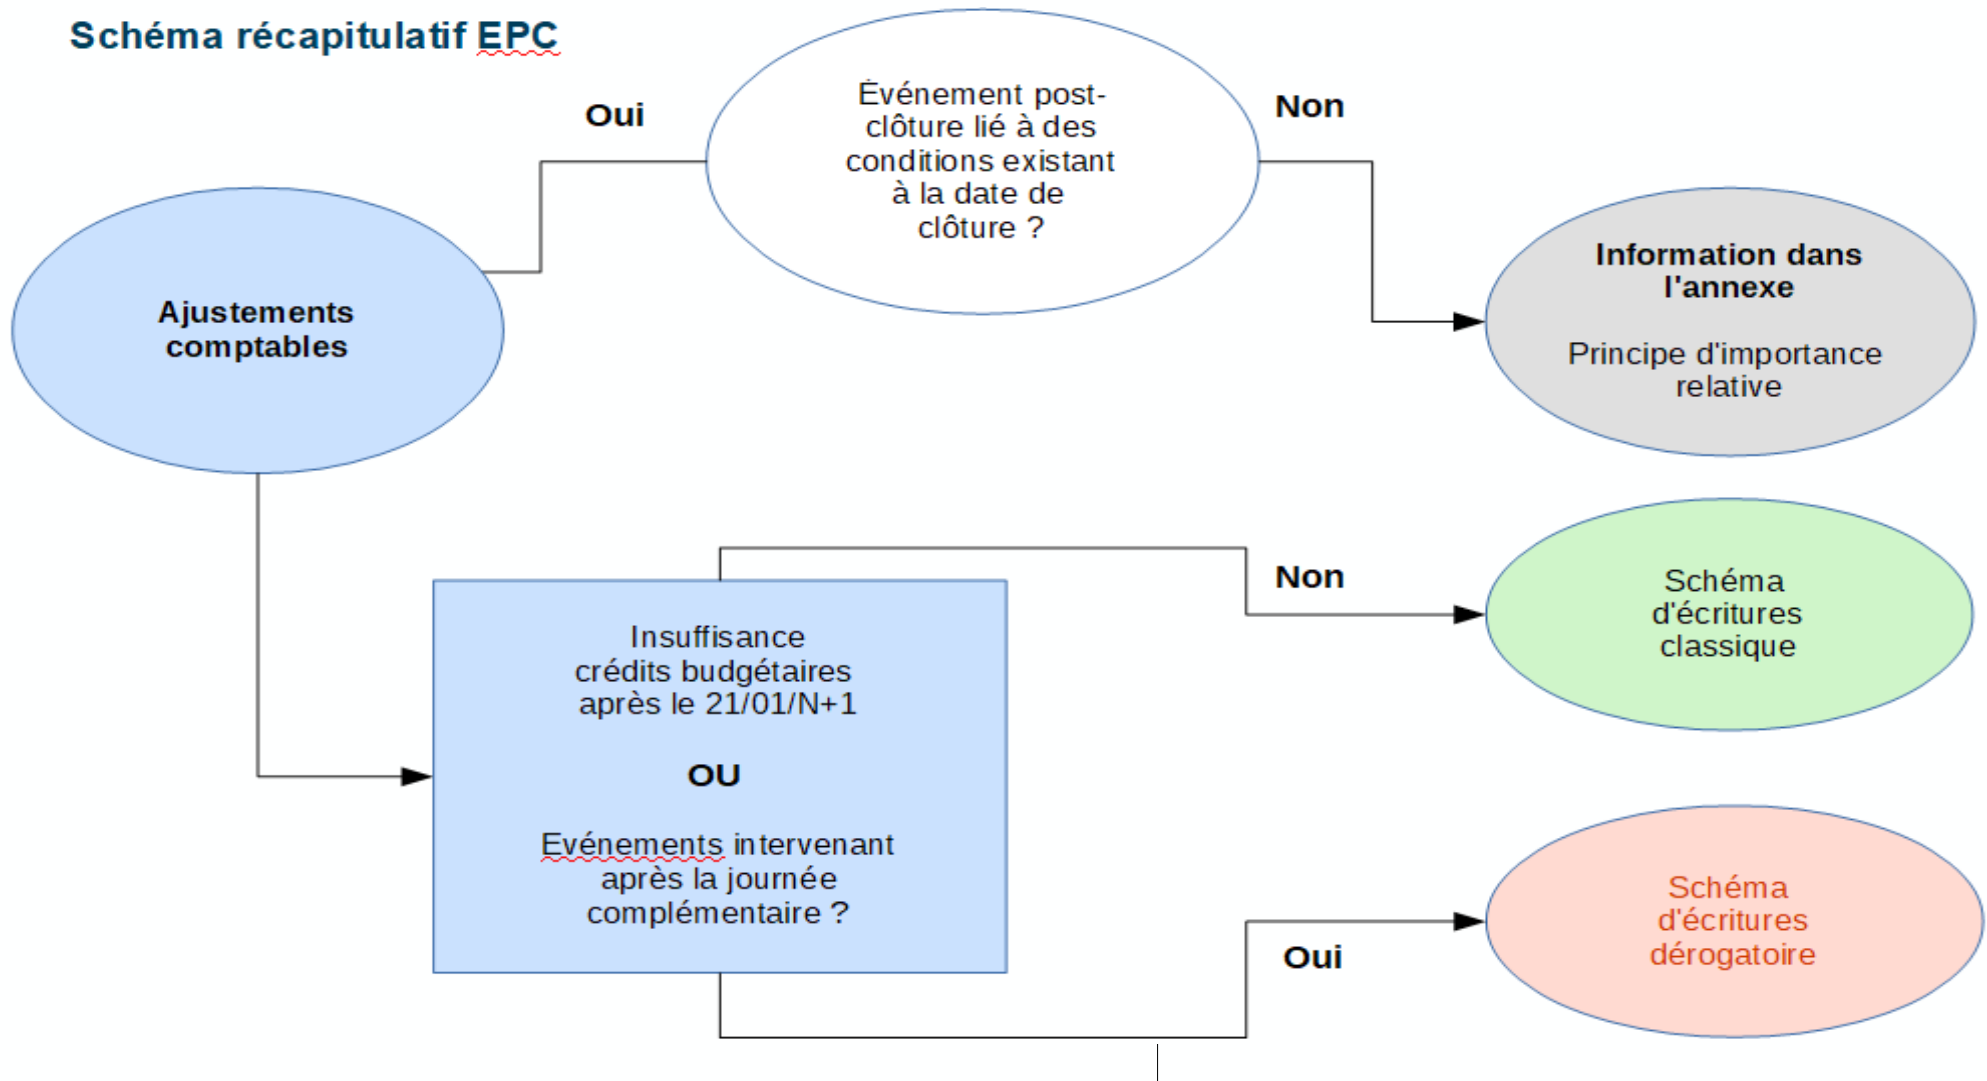 Schéma récapitulatif EPC
Oui
Événement post-
clôture lié à des
conditions existant
à la date de
clôture ?
Non
Ajustements
comptables
Information dans
l'annexe
Principe d'importance
relative
Insuffisance
crédits budgétaires
après le 21/01/N+1
OU
Evénements intervenant
après la journée
complémentaire ?
Non
Schéma
d'écritures
classique
Oui
Schéma
d'écritures
dérogatoire